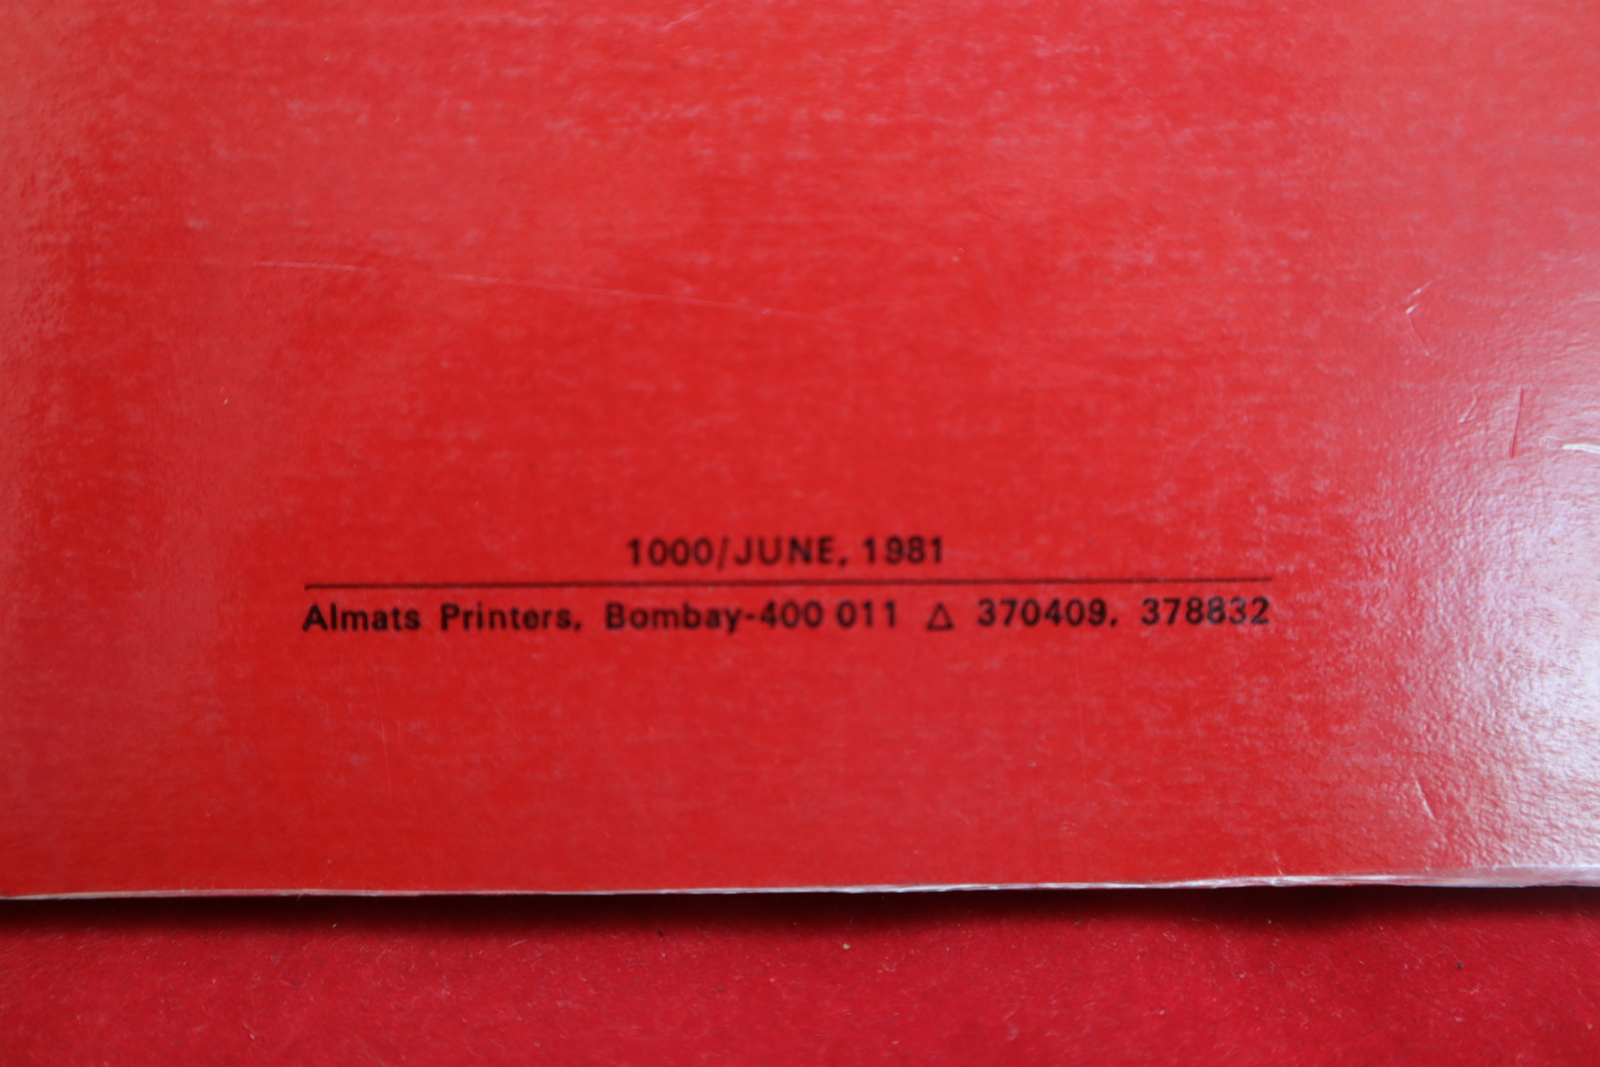 1000/JUNE, 1981
Almats Printers, Bombay-400 011 Δ 370409, 378832